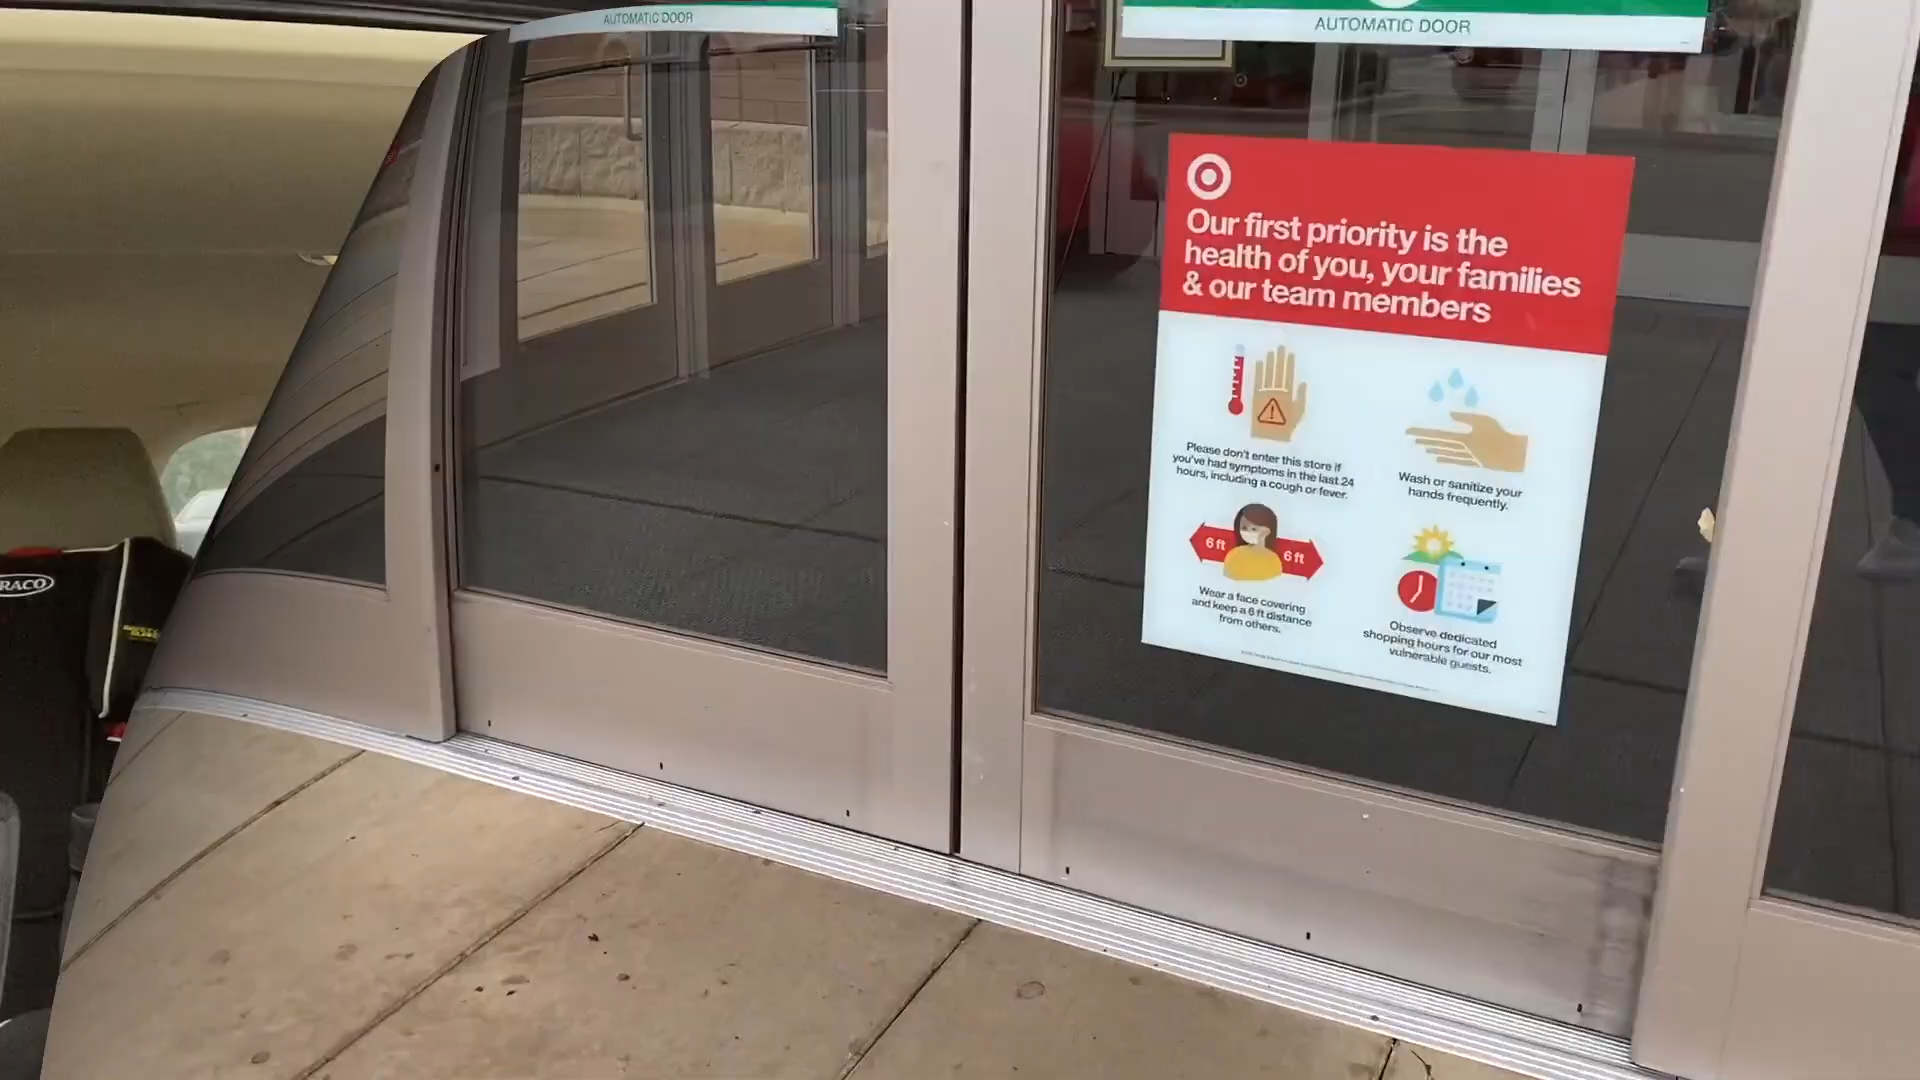 AUTOMATIC DOOR
AUTOMATIC DOOR
Our first priority is the
health of you, your families
& our team members
Please don't enter this store if
you've had symptoms in the last 24
hours, including a cough or fever.
Wash or sanitize your
hands frequently.
6 ft
6 ft
Wear a face covering
and keep a 6 ft distance
from others.
Observe dedicated
shopping hours for our most
vulnerable guests.
RACO